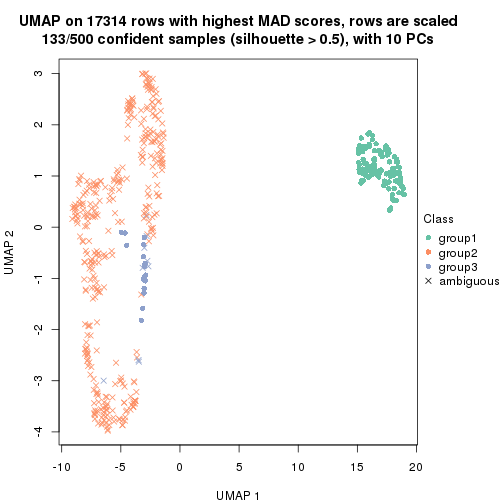 UMAP on 17314 rows with highest MAD scores, rows are scaled
133/500 confident samples (silhouette > 0.5), with 10 PCs
3
2
1
0
-1
-2
-3
-4
UMAP 2
-10
-5
0
5
10
15
20
UMAP 1
Class
group1
group2
group3
ambiguous